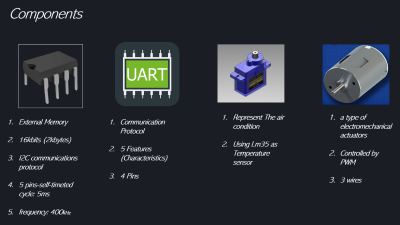 Components
UART
1. External Memory
2. 16kbits (2kbytes)
3. I2C communications
protocol
4. 5 pins-self-timeted
cycle: 5ms
5. frequency: 400kHz
1. Communication
Protocol
2. 5 Features
(Characteristics)
3. 4 Pins
1. Represent The air
condition
2. Using Lm35 as
Temperature
sensor
1. a type of
electromechanical
actuators
2. Controlled by
PWM
3. 3 wires